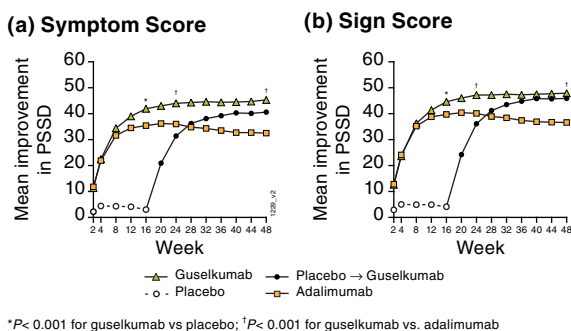 (a) Symptom Score
(b) Sign Score
Mean improvement
in PSSD
60
50
40
30
20
10
0
* † †
2 4 8 12 16 20 24 28 32 36 40 44 48
Week
1229_v2
Mean improvement
in PSSD
60
50
40
30
20
10
0
* † †
2 4 8 12 16 20 24 28 32 36 40 44 48
Week
Guselkumab Placebo → Guselkumab
Placebo Adalimumab
*P< 0.001 for guselkumab vs placebo; †P< 0.001 for guselkumab vs. adalimumab